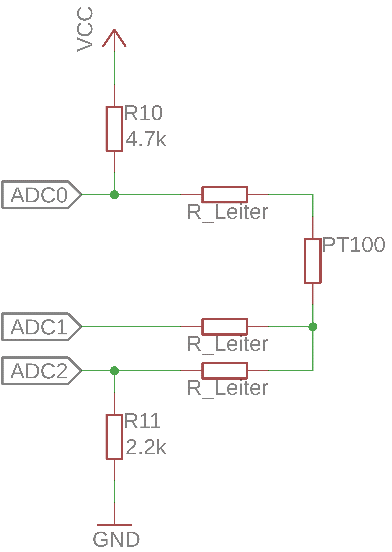 VCC
R10
4.7k
ADC0
R_Leiter
PT100
ADC1
R_Leiter
ADC2
R_Leiter
R11
2.2k
GND